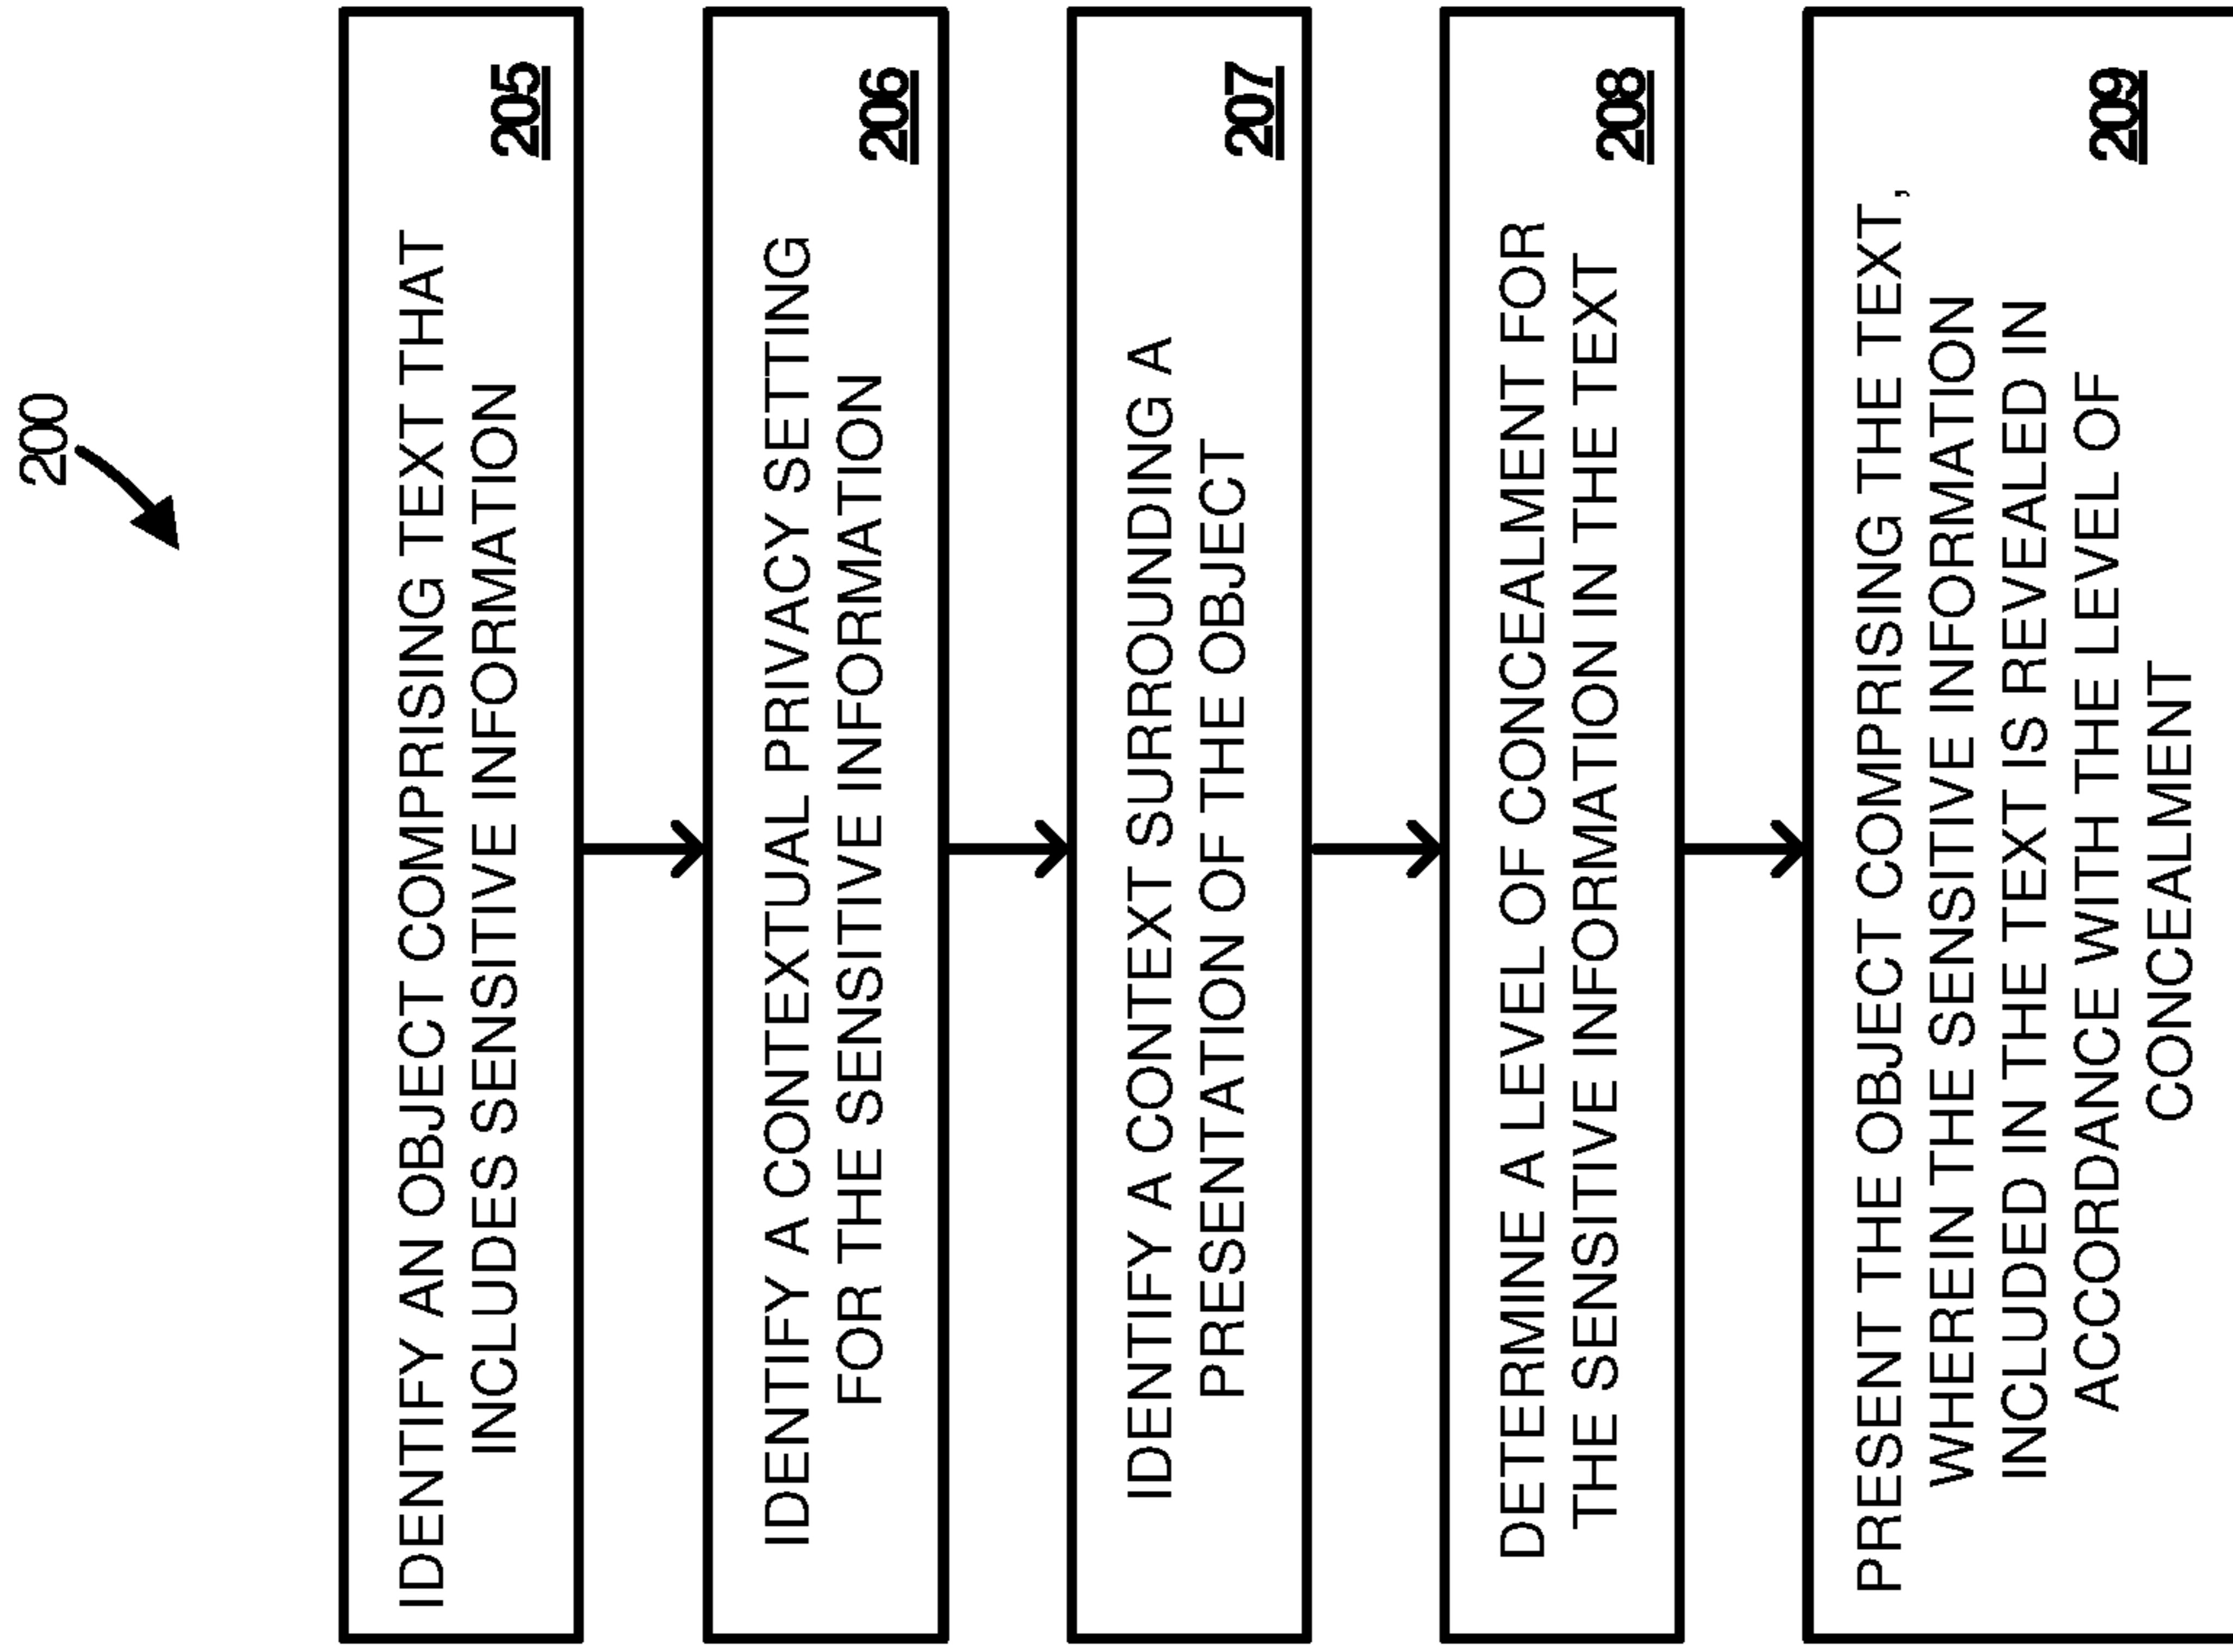 200
IDENTIFY AN OBJECT COMPRISING TEXT THAT
INCLUDES SENSITIVE INFORMATION
205
IDENTIFY A CONTEXTUAL PRIVACY SETTING
FOR THE SENSITIVE INFORMATION
206
IDENTIFY A CONTEXT SURROUNDING A
PRESENTATION OF THE OBJECT
207
DETERMINE A LEVEL OF CONCEALMENT FOR
THE SENSITIVE INFORMATION IN THE TEXT
208
PRESENT THE OBJECT COMPRISING THE TEXT,
WHEREIN THE SENSITIVE INFORMATION
INCLUDED IN THE TEXT IS REVEALED IN
ACCORDANCE WITH THE LEVEL OF
CONCEALMENT
209